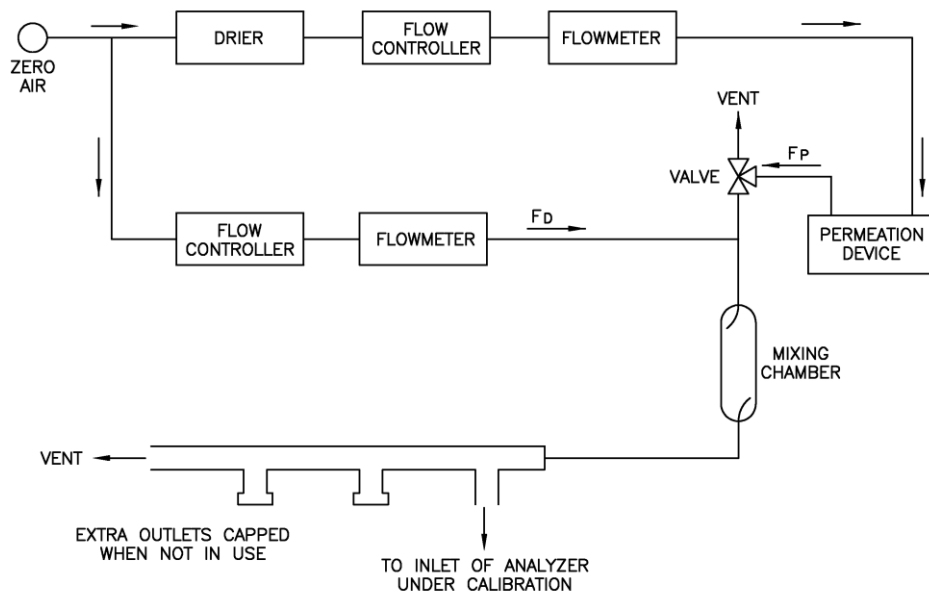 ZERO
AIR
DRIER
FLOW
CONTROLLER
FLOWMETER
VENT
VALVE
FP
PERMEATION
DEVICE
FLOW
CONTROLLER
FLOWMETER
FD
MIXING
CHAMBER
VENT
EXTRA OUTLETS CAPPED
WHEN NOT IN USE
TO INLET OF ANALYZER
UNDER CALIBRATION